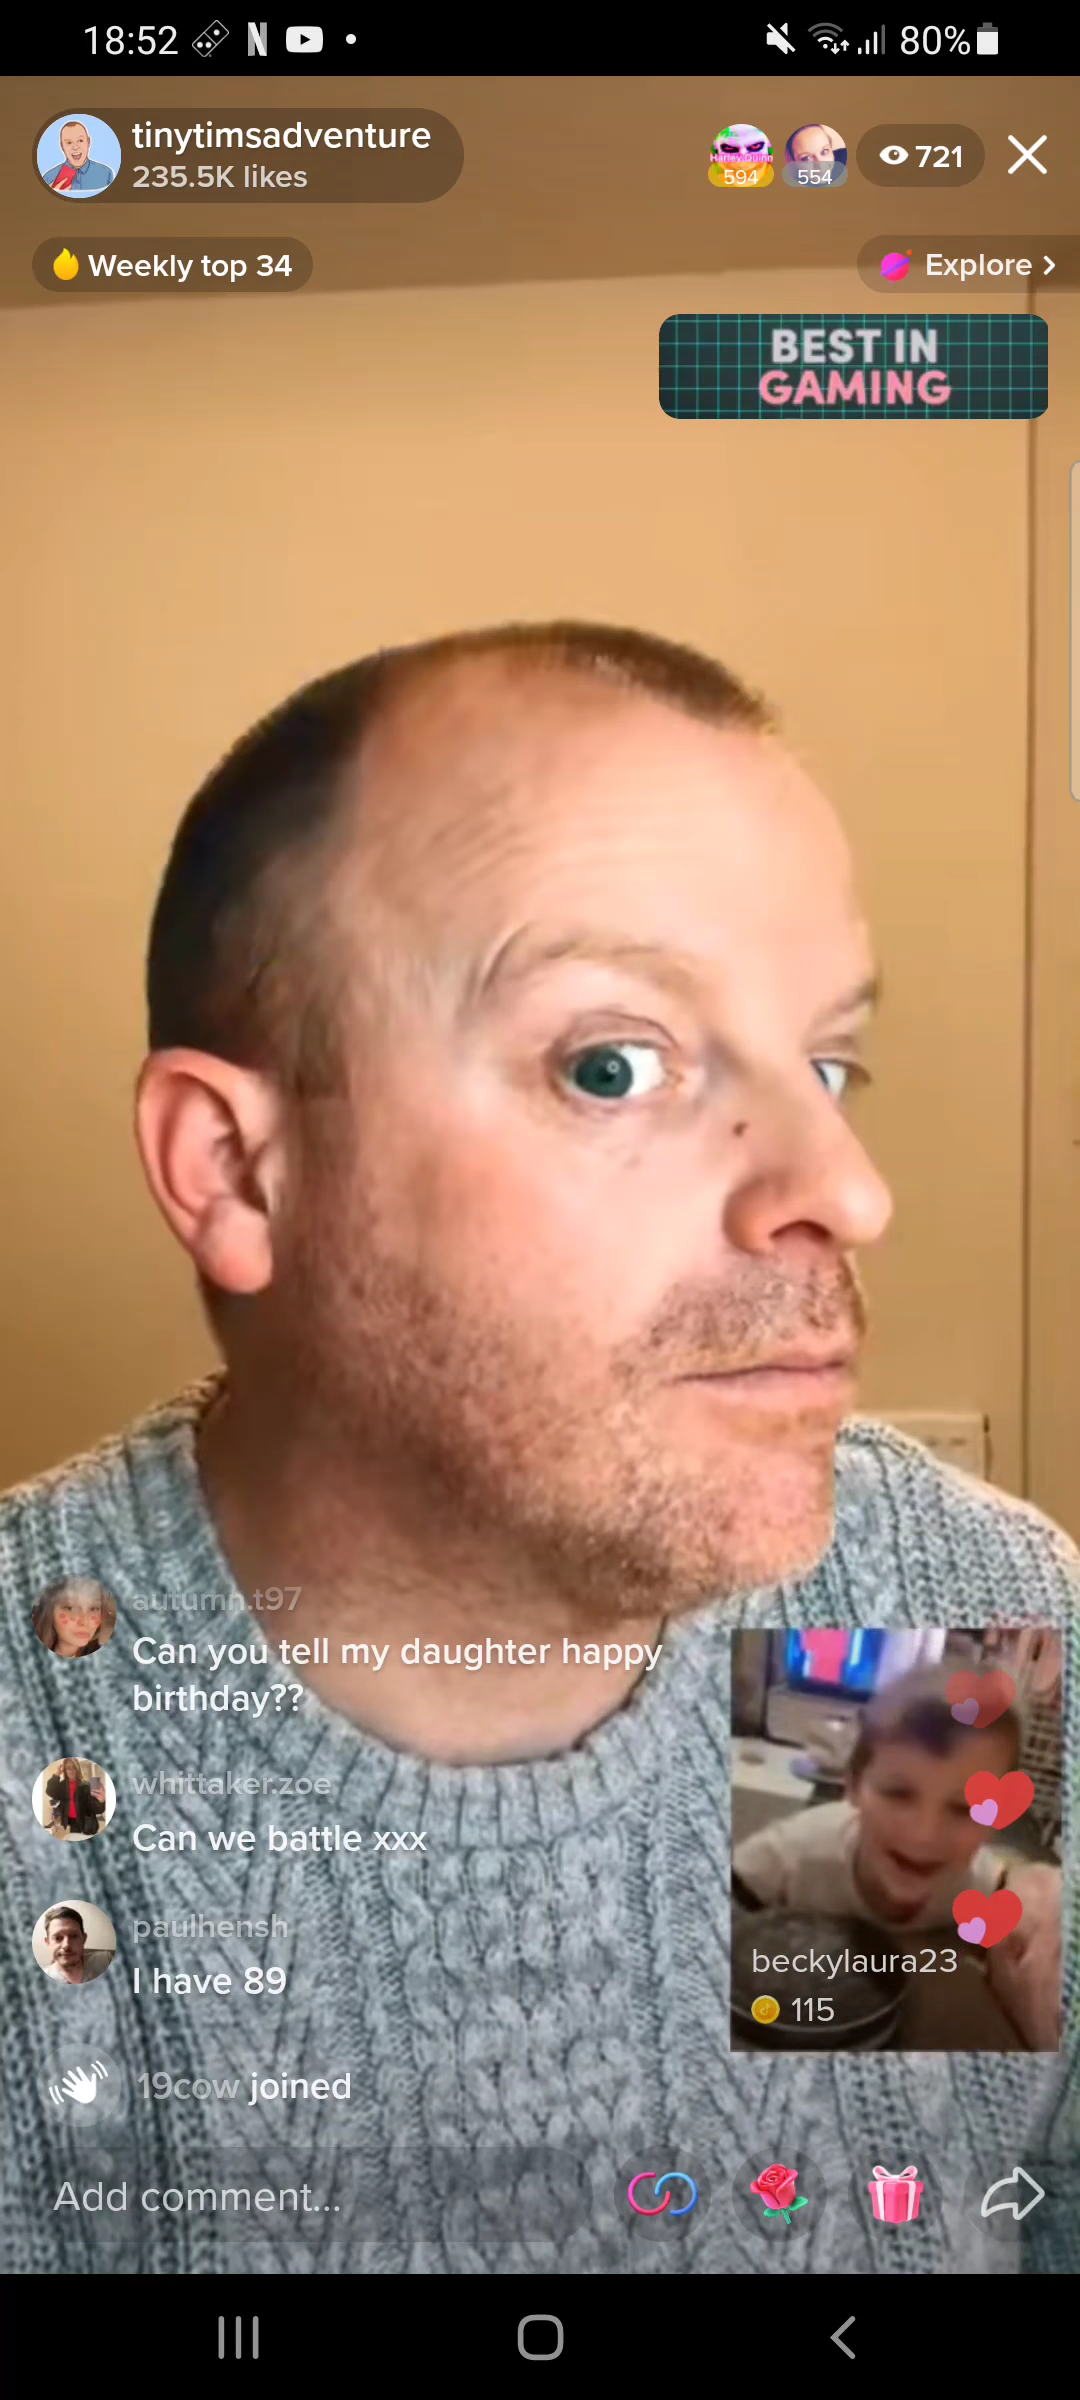 18:52
80%
tinytimsadventure
235.5K likes
Harley Quinn
594
554
721
Weekly top 34
Explore
BEST IN
GAMING
autumn.t97
Can you tell my daughter happy
birthday??
whittaker.zoe
Can we battle xxx
paulhensh
I have 89
beckylaura23
115
19cow joined
Add comment...